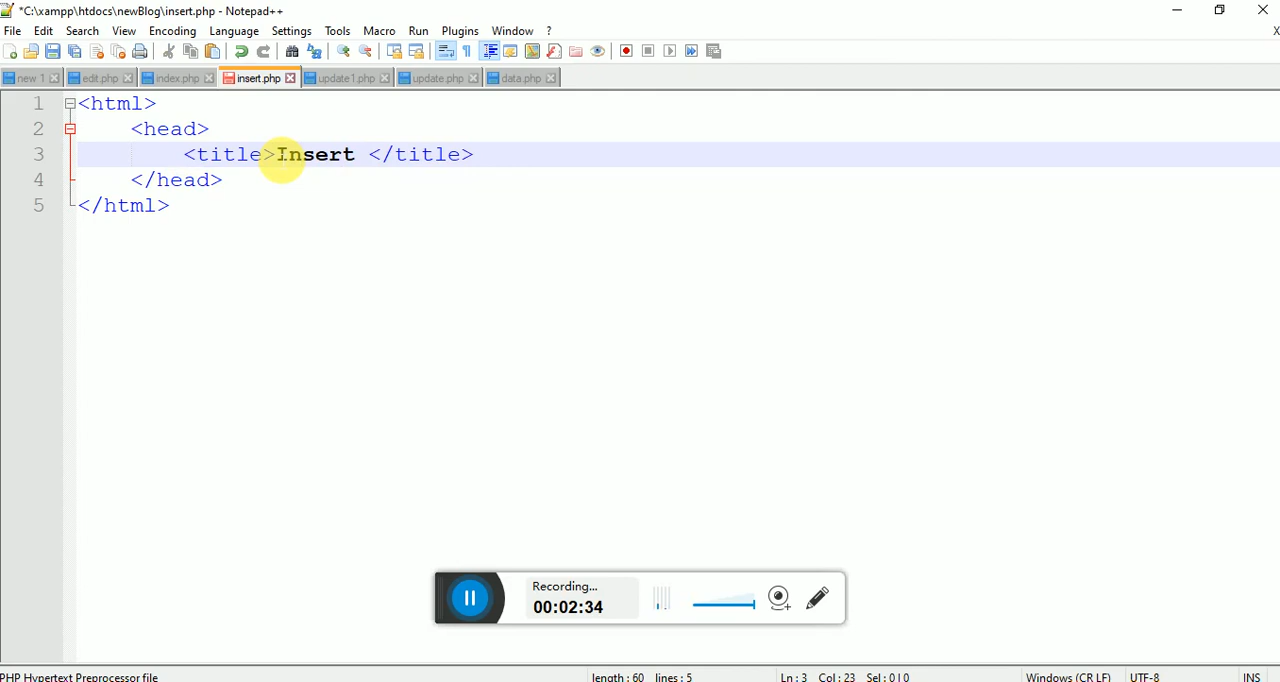 *C:\xampp\htdocs\newBlog\insert.php - Notepad++
File Edit Search View Encoding Language Settings Tools Macro Run Plugins Window ? X
new 1 edit.php index.php insert.php update1.php update.php data.php
1 <html>
2 <head>
3 <title>Insert </title>
4 </head>
5 </html>
Recording...
00:02:34
PHP Hypertext Preprocessor file length : 60 lines : 5 Ln : 3 Col : 23 Sel : 0 | 0 Windows (CR LF) UTF-8 INS